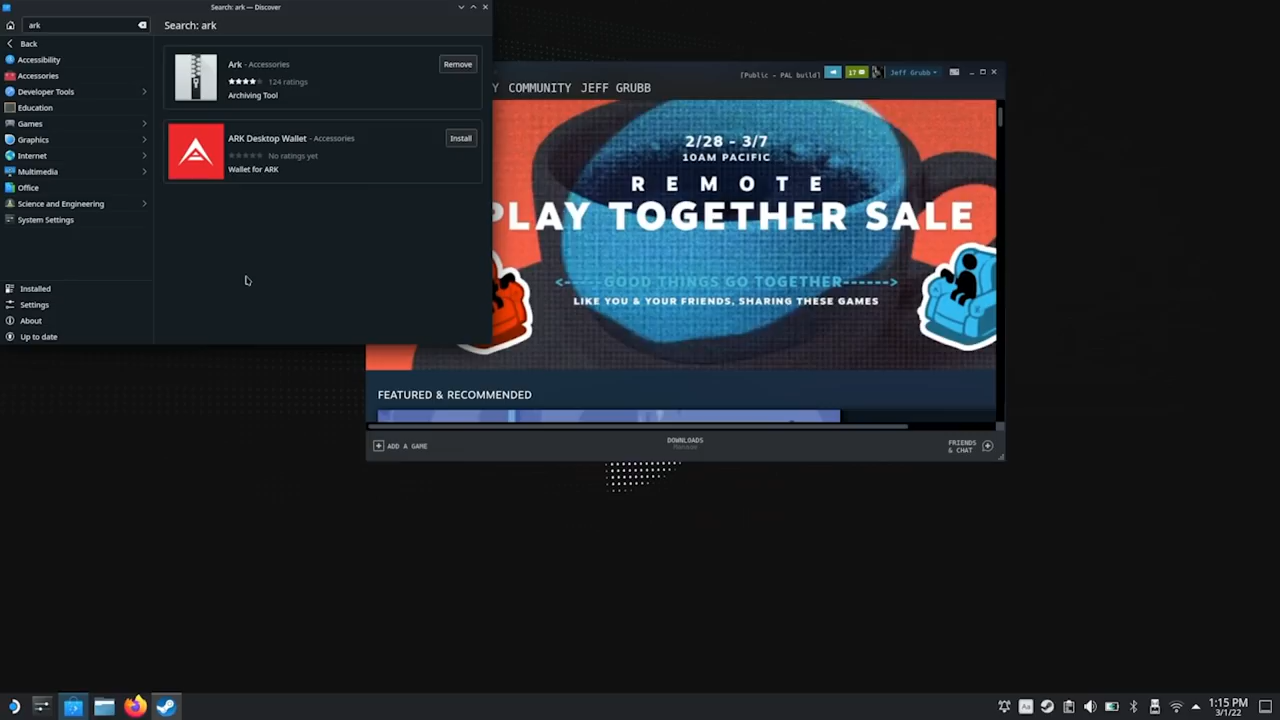 Search: ark — Discover
ark
Search: ark
Back
Accessibility
Accessories
Developer Tools
Education
Games
Graphics
Internet
Multimedia
Office
Science and Engineering
System Settings
Installed
Settings
About
Up to date
Ark - Accessories
124 ratings
Archiving Tool
Remove
ARK Desktop Wallet - Accessories
No ratings yet
Wallet for ARK
Install
[Public - PAL build]
17
Jeff Grubb
Y COMMUNITY JEFF GRUBB
2/28 - 3/7
10AM PACIFIC
REMOTE
PLAY TOGETHER SALE
<-----GOOD THINGS GO TOGETHER------>
LIKE YOU & YOUR FRIENDS, SHARING THESE GAMES
FEATURED & RECOMMENDED
ADD A GAME
DOWNLOADS
Manage
FRIENDS
& CHAT
Aa
1:15 PM
3/1/22